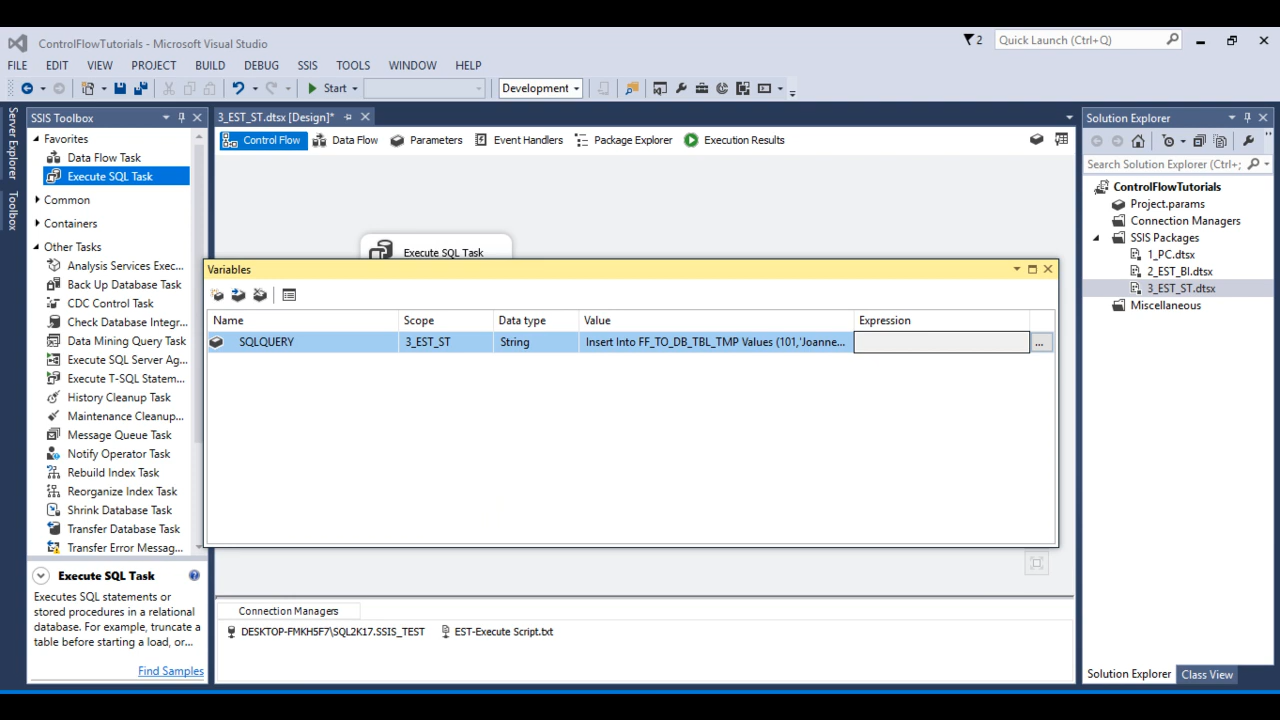 ControlFlowTutorials - Microsoft Visual Studio
2
Quick Launch (Ctrl+Q)
FILE EDIT VIEW PROJECT BUILD DEBUG SSIS TOOLS WINDOW HELP
Start
Development
Server Explorer
Toolbox
SSIS Toolbox
Favorites
Data Flow Task
Execute SQL Task
Common
Containers
Other Tasks
Analysis Services Exec...
Back Up Database Task
CDC Control Task
Check Database Integr...
Data Mining Query Task
Execute SQL Server Ag...
Execute T-SQL Statem...
History Cleanup Task
Maintenance Cleanup...
Message Queue Task
Notify Operator Task
Rebuild Index Task
Reorganize Index Task
Shrink Database Task
Transfer Database Task
Transfer Error Messag...
Execute SQL Task
Executes SQL statements or
stored procedures in a relational
database. For example, truncate a
table before starting a load, or...
Find Samples
3_EST_ST.dtsx [Design]*
Control Flow Data Flow Parameters Event Handlers Package Explorer Execution Results
Execute SQL Task
Variables
Name Scope Data type Value Expression
SQLQUERY 3_EST_ST String Insert Into FF_TO_DB_TBL_TMP Values (101,'Joanne... ...
Connection Managers
DESKTOP-FMKH5F7\SQL2K17.SSIS_TEST EST-Execute Script.txt
Solution Explorer
Search Solution Explorer (Ctrl+;
ControlFlowTutorials
Project.params
Connection Managers
SSIS Packages
1_PC.dtsx
2_EST_BI.dtsx
3_EST_ST.dtsx
Miscellaneous
Solution Explorer Class View